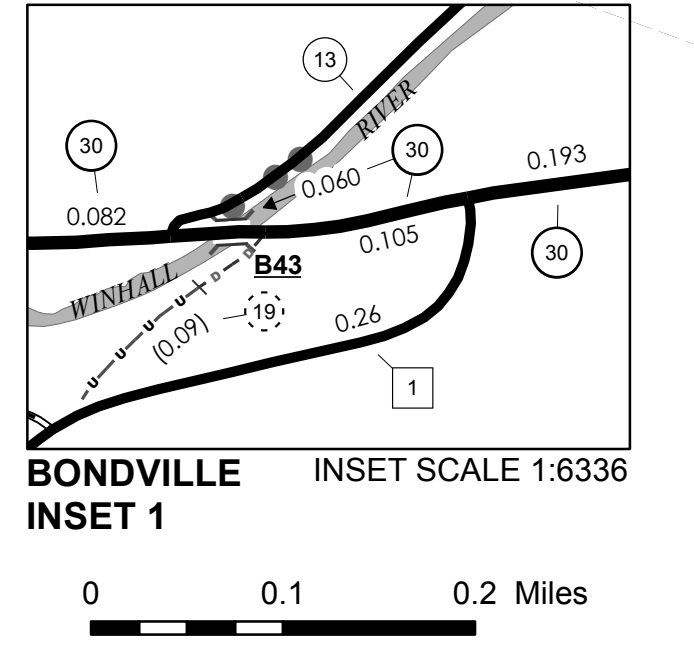 13
RIVER
30
30
0.193
0.060
0.082
0.105
30
B43
D
D
WINHALL
U
U
U
U
(0.09)
19
0.26
1
BONDVILLE INSET SCALE 1:6336
INSET 1
0 0.1 0.2 Miles